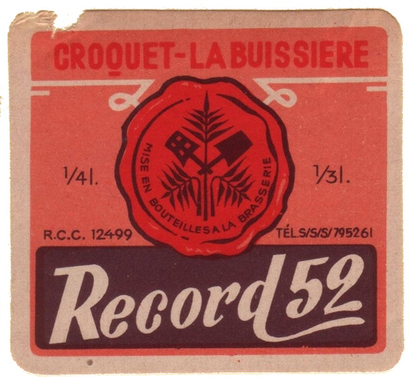 CROQUET-LA BUISSIERE
1/4 l.
1/3 l.
MISE EN BOUTEILLES A LA BRASSERIE
R.C.C. 12499
TÉL.S/S/S/ 795261
Record 52